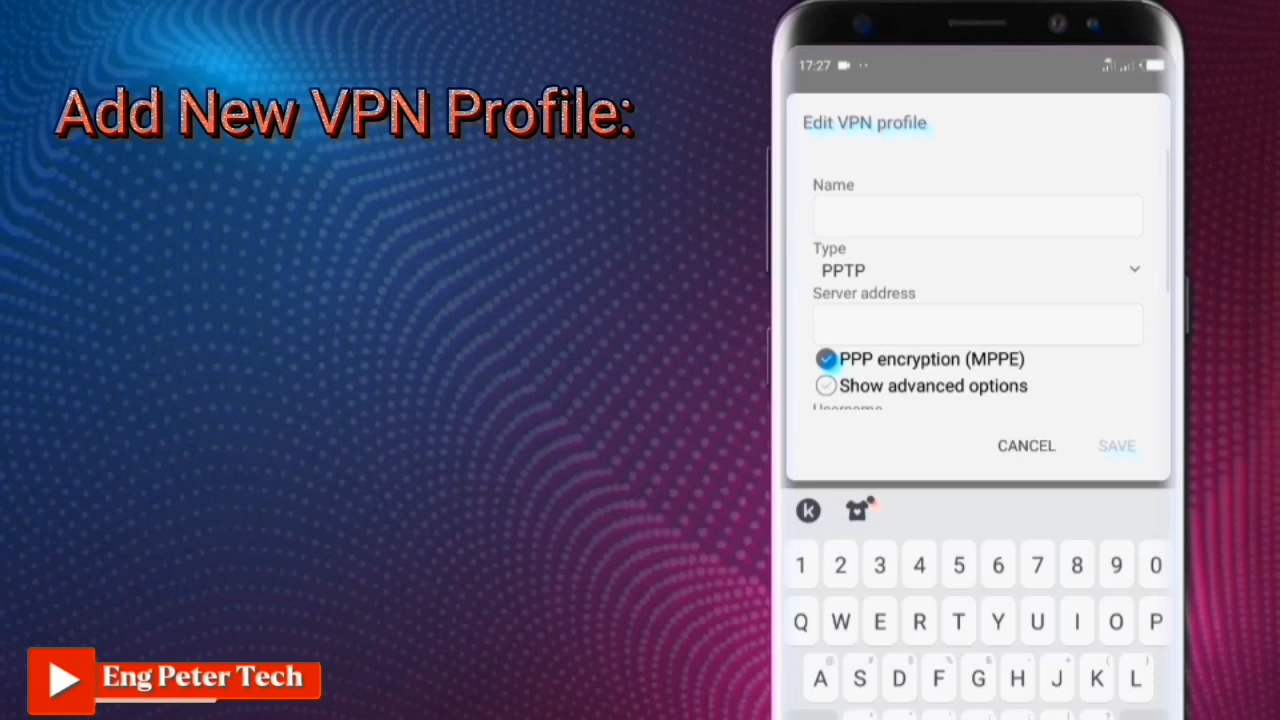 Add New VPN Profile:
17:27
Edit VPN profile
Name
Type
PPTP
Server address
PPP encryption (MPPE)
Show advanced options
Username
CANCEL SAVE
k
1 2 3 4 5 6 7 8 9 0
Q W E R T Y U I O P
A S D F G H J K L
Eng Peter Tech